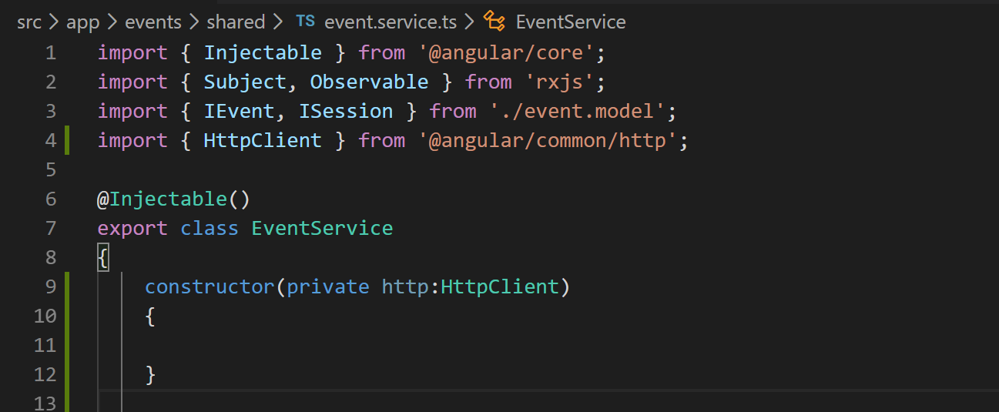 src > app > events > shared > TS event.service.ts > EventService
1 import { Injectable } from '@angular/core';
2 import { Subject, Observable } from 'rxjs';
3 import { IEvent, ISession } from './event.model';
4 import { HttpClient } from '@angular/common/http';
5
6 @Injectable()
7 export class EventService
8 {
9 constructor(private http:HttpClient)
10 {
11
12 }
13